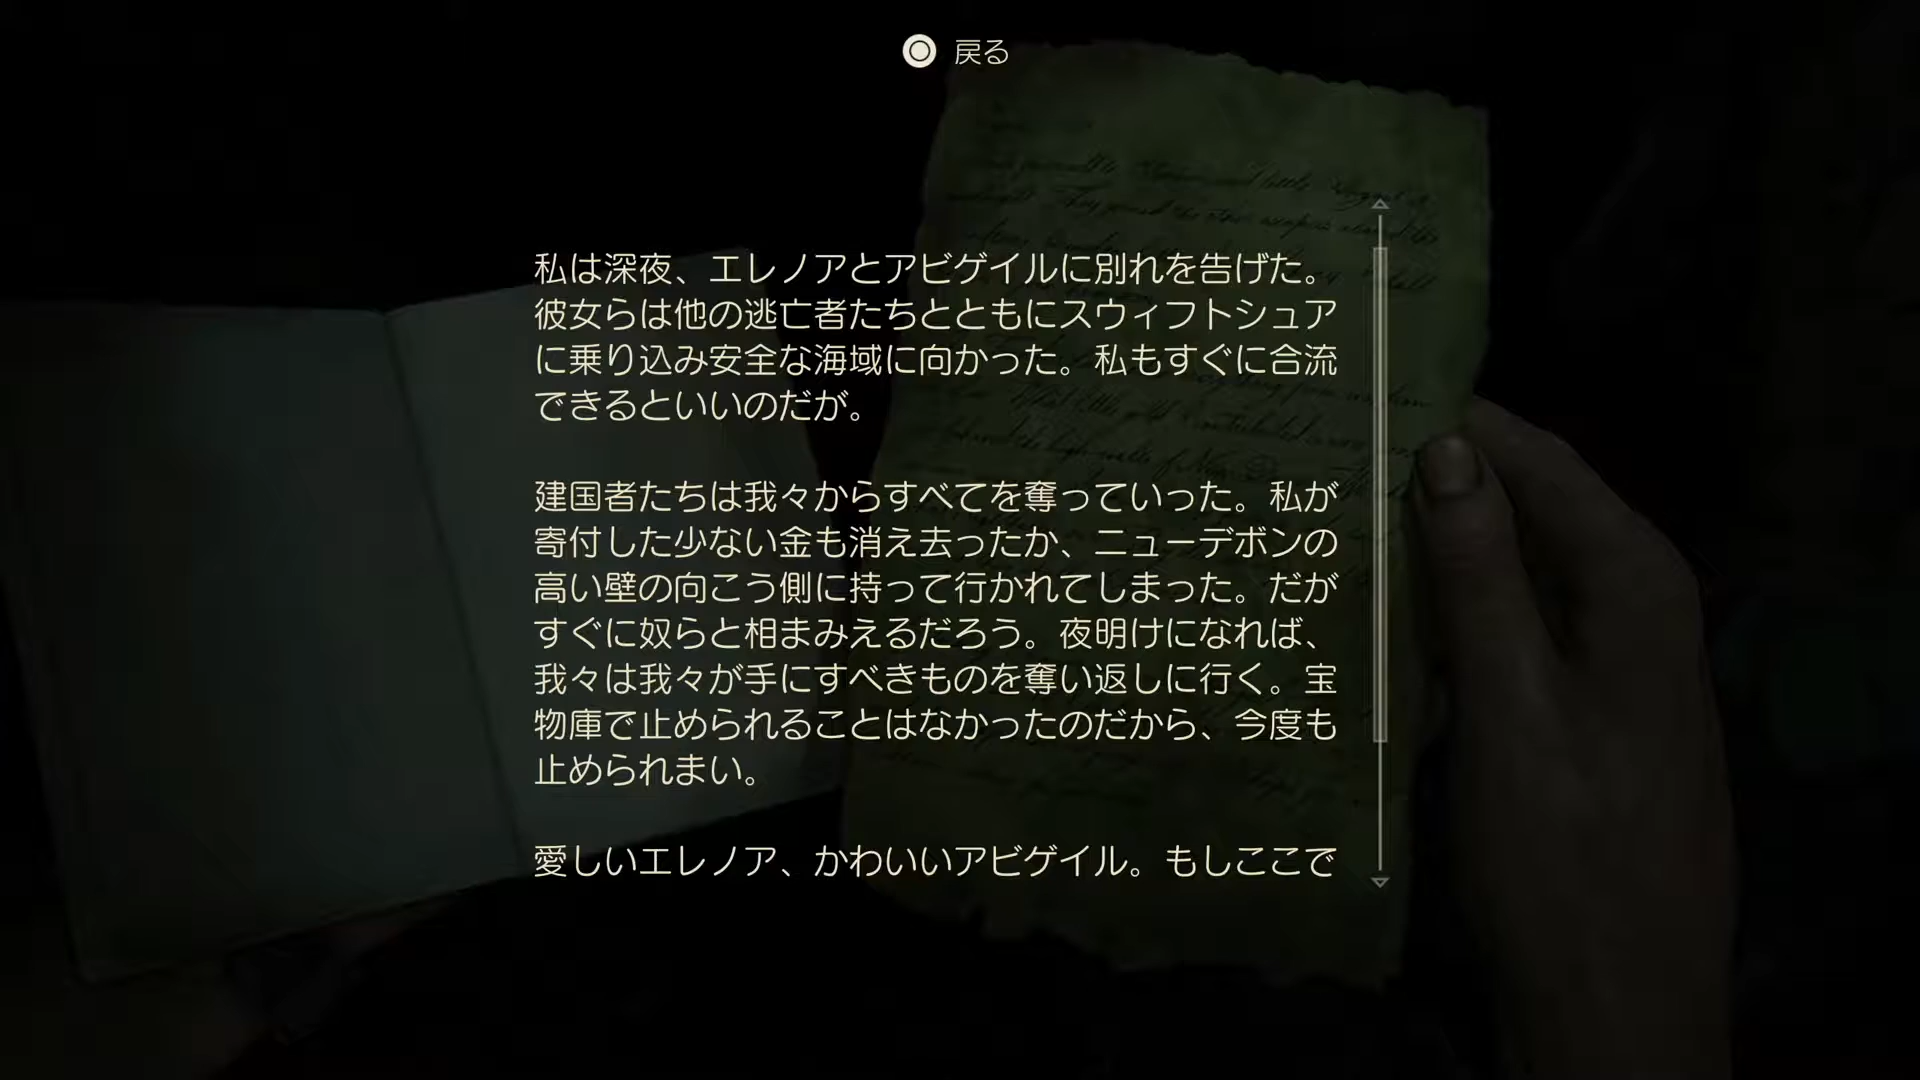 戻る
私は深夜、エレノアとアビゲイルに別れを告げた。
彼女らは他の逃亡者たちとともにスウィフトシュア
に乗り込み安全な海域に向かった。私もすぐに合流
できるといいのだが。
建国者たちは我々からすべてを奪っていった。私が
寄付した少ない金も消え去ったか、ニューデボンの
高い壁の向こう側に持って行かれてしまった。だが
すぐに奴らと相まみえるだろう。夜明けになれば、
我々は我々が手にすべきものを奪い返しに行く。宝
物庫で止められることはなかったのだから、今度も
止められまい。
愛しいエレノア、かわいいアビゲイル。もしここで